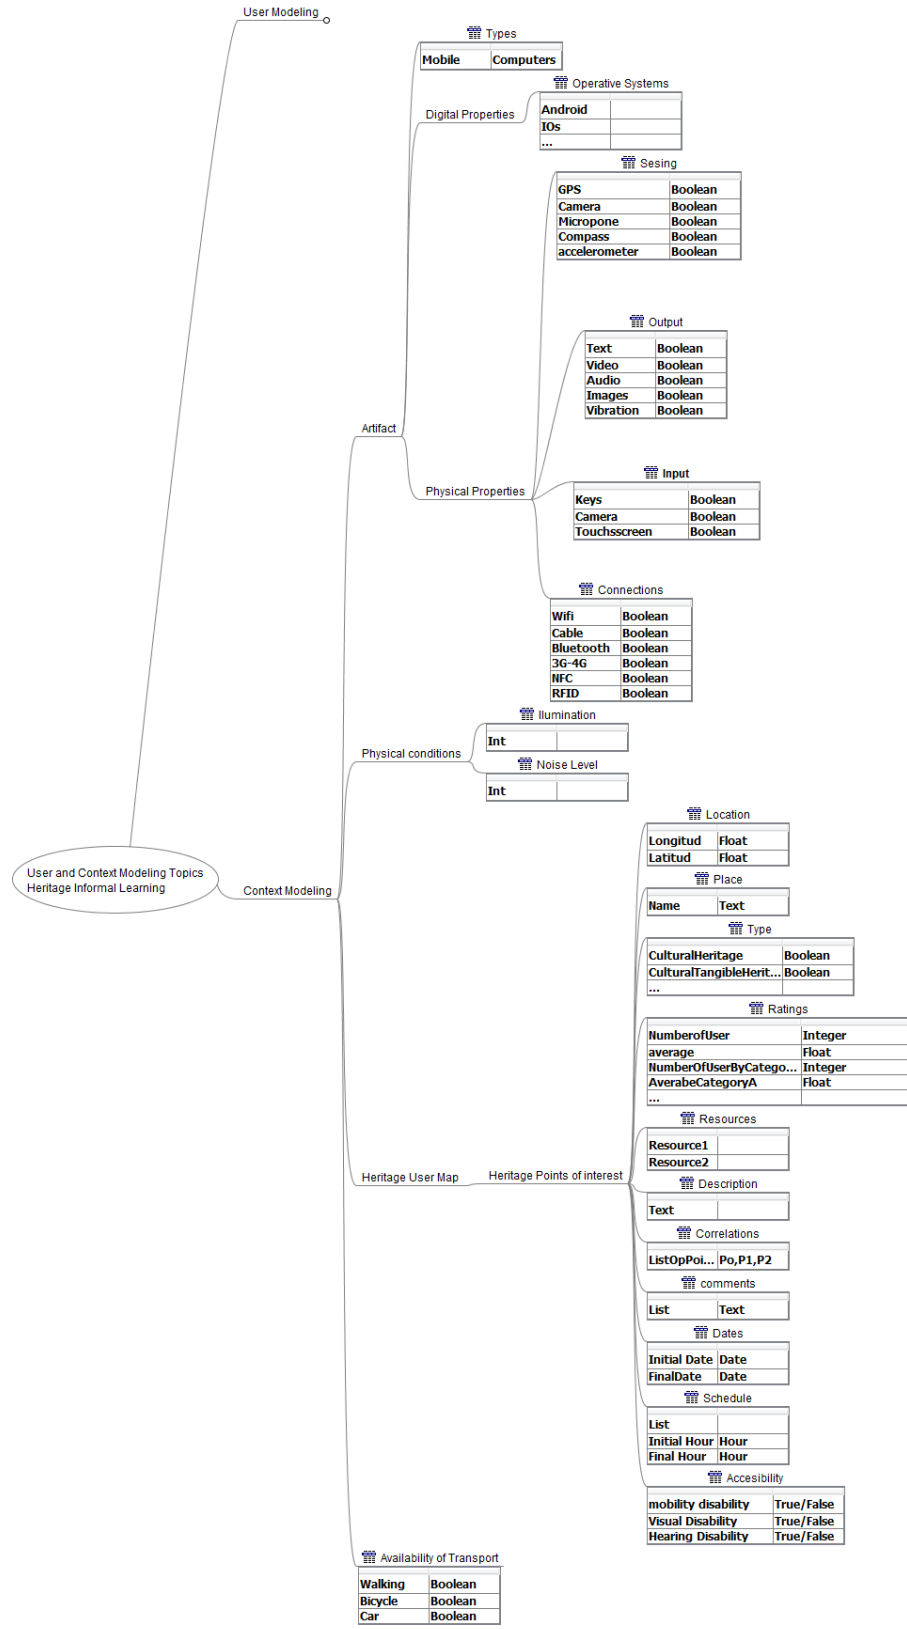 User Modeling
Types
Mobile Computers
Digital Properties
Operative Systems
Android
IOs
...
Sesing
GPS Boolean
Camera Boolean
Micropone Boolean
Compass Boolean
accelerometer Boolean
Output
Text Boolean
Video Boolean
Audio Boolean
Images Boolean
Vibration Boolean
Artifact
Physical Properties
Input
Keys Boolean
Camera Boolean
Touchsscreen Boolean
Connections
Wifi Boolean
Cable Boolean
Bluetooth Boolean
3G-4G Boolean
NFC Boolean
RFID Boolean
Physical conditions
Ilumination
Int
Noise Level
Int
User and Context Modeling Topics
Heritage Informal Learning
Context Modeling
Location
Longitud Float
Latitud Float
Place
Name Text
Type
CulturalHeritage Boolean
CulturalTangibleHerit... Boolean
...
Ratings
NumberofUser Integer
average Float
NumberOfUserByCatego... Integer
AverabeCategoryA Float
...
Heritage User Map
Heritage Points of interest
Resources
Resource1
Resource2
Description
Text
Correlations
ListOpPoi... Po,P1,P2
comments
List Text
Dates
Initial Date Date
FinalDate Date
Schedule
List
Initial Hour Hour
Final Hour Hour
Accesibility
mobility disability True/False
Visual Disability True/False
Hearing Disability True/False
Availability of Transport
Walking Boolean
Bicycle Boolean
Car Boolean